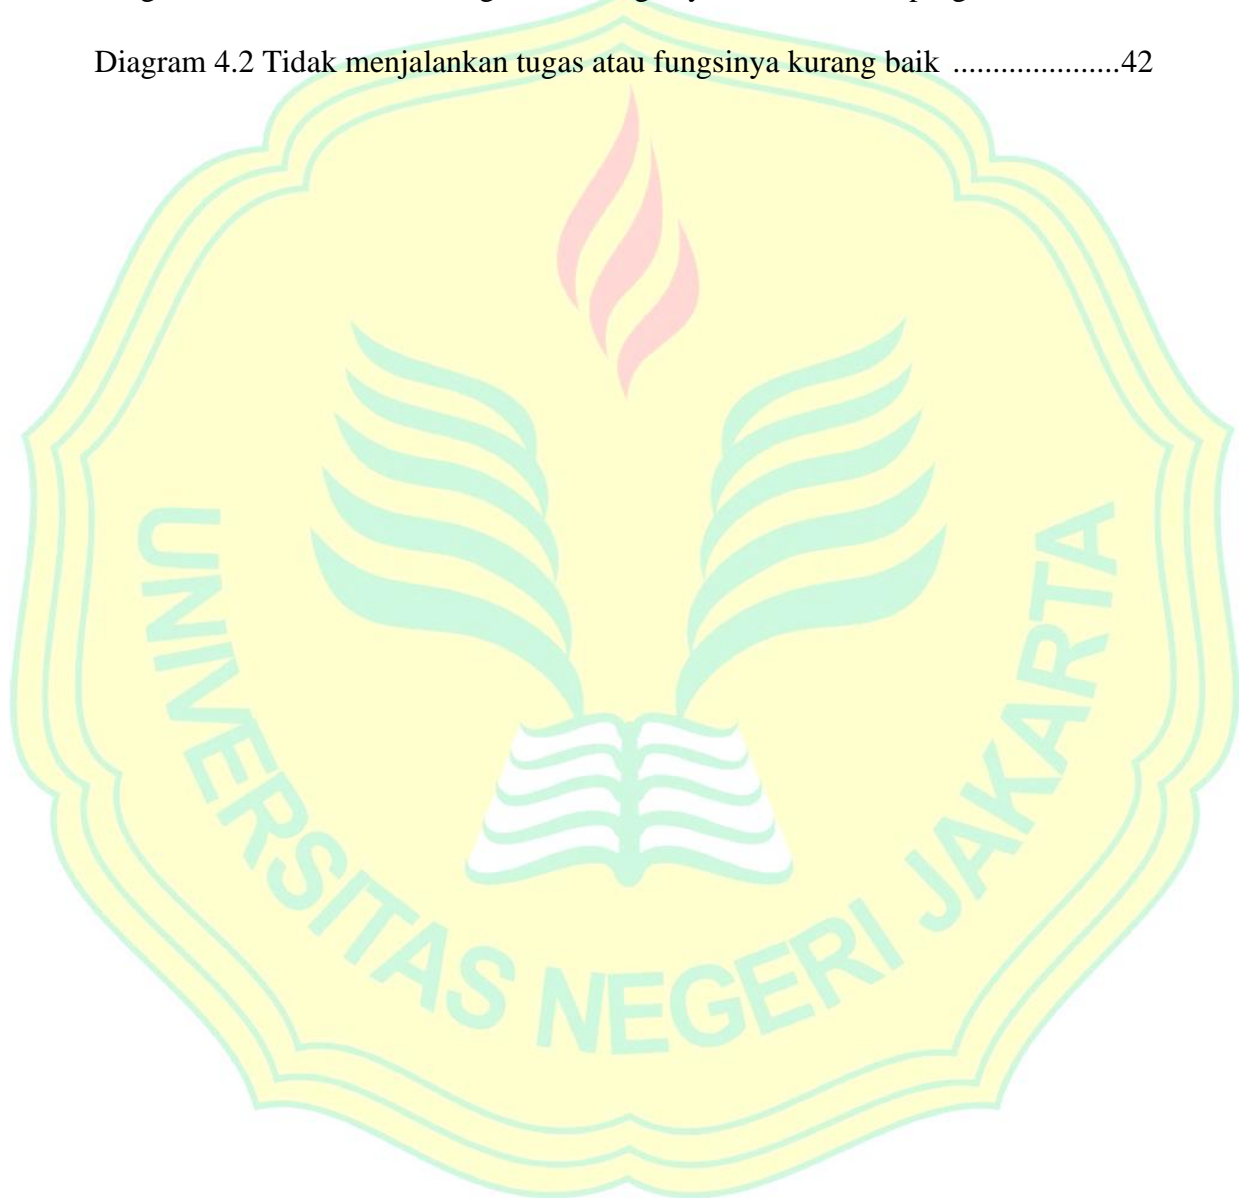 Diagram 4.2 Tidak menjalankan tugas atau fungsinya kurang baik .....................42
UNIVERSITAS NEGERI JAKARTA